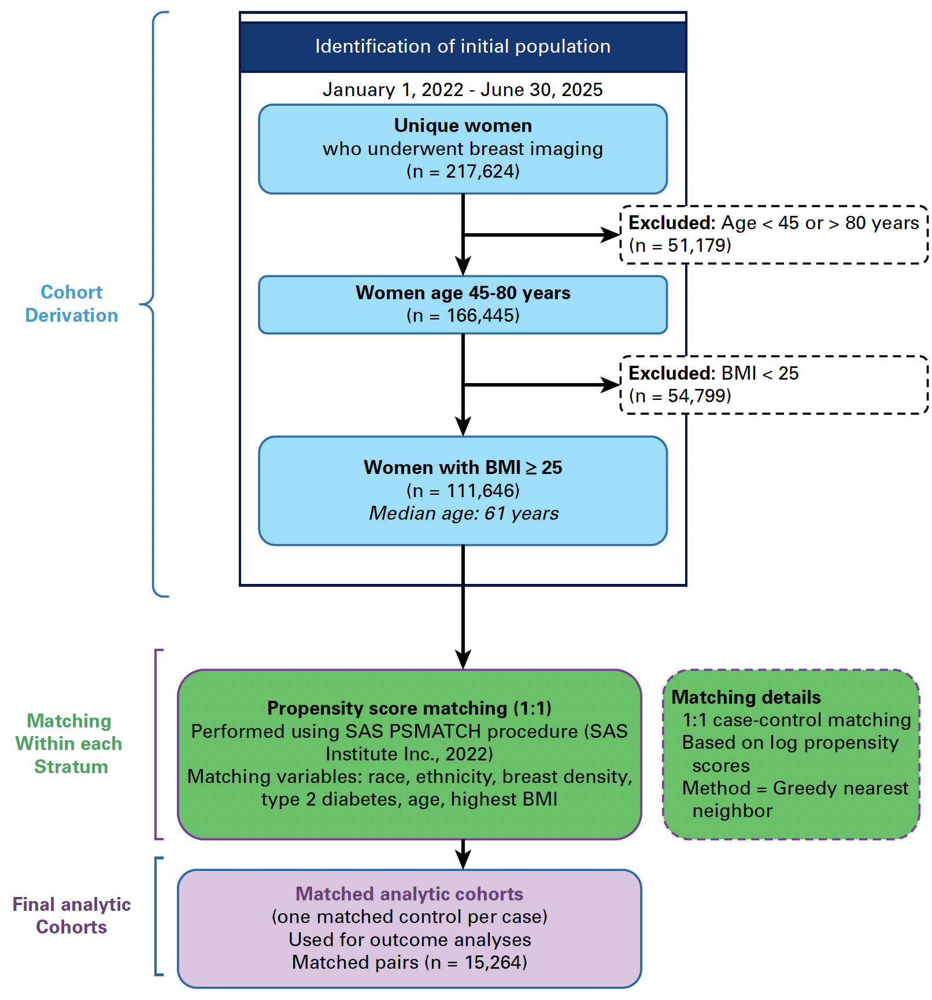 Identification of initial population
January 1, 2022 - June 30, 2025
Unique women
who underwent breast imaging
(n = 217,624)
Excluded: Age < 45 or > 80 years
(n = 51,179)
Cohort
Derivation
Women age 45-80 years
(n = 166,445)
Excluded: BMI < 25
(n = 54,799)
Women with BMI ≥ 25
(n = 111,646)
Median age: 61 years
Matching
Within each
Stratum
Propensity score matching (1:1)
Performed using SAS PSMATCH procedure (SAS
Institute Inc., 2022)
Matching variables: race, ethnicity, breast density,
type 2 diabetes, age, highest BMI
Matching details
1:1 case-control matching
Based on log propensity
scores
Method = Greedy nearest
neighbor
Final analytic
Cohorts
Matched analytic cohorts
(one matched control per case)
Used for outcome analyses
Matched pairs (n = 15,264)